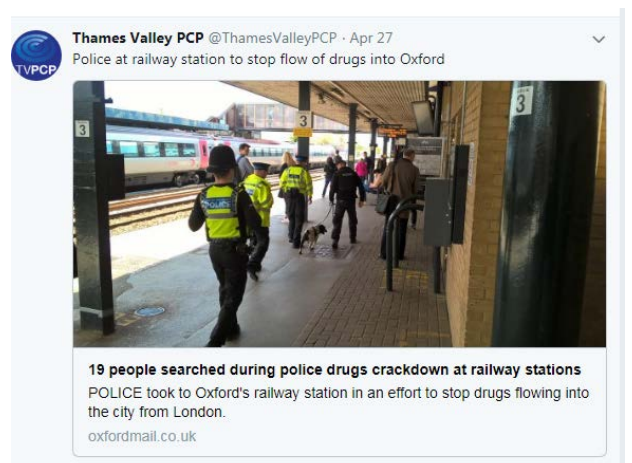 Thames Valley PCP @ThamesValleyPCP · Apr 27
Police at railway station to stop flow of drugs into Oxford
TVPCP
3
3
3
POLICE
19 people searched during police drugs crackdown at railway stations
POLICE took to Oxford's railway station in an effort to stop drugs flowing into
the city from London.
oxfordmail.co.uk